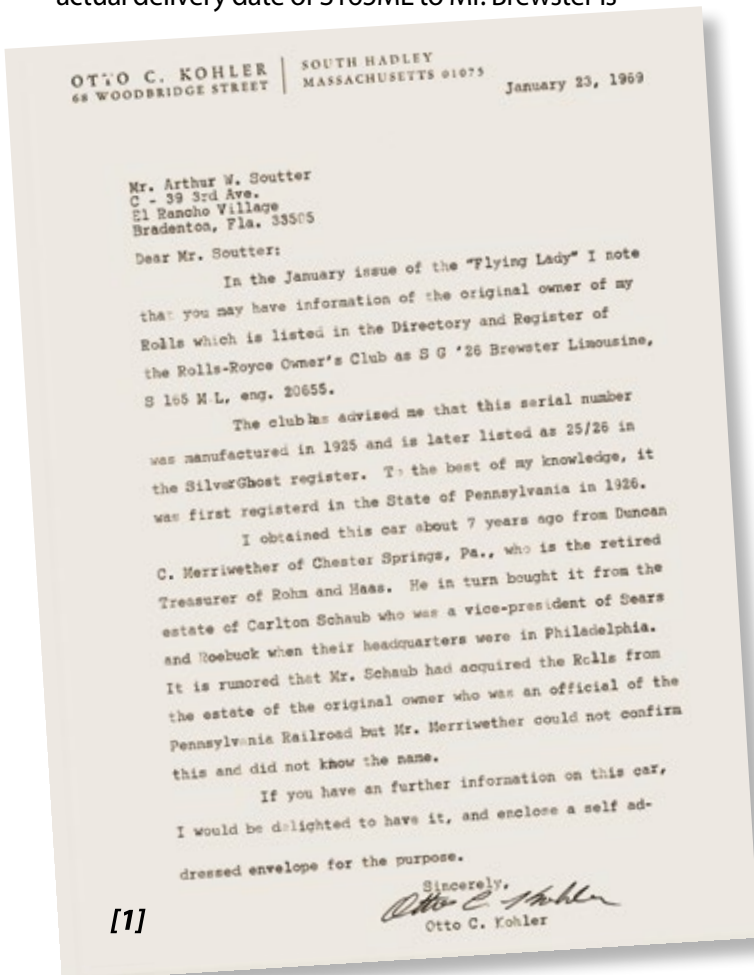 actual delivery date of S165ML to Mr. Brewster is
OTTO C. KOHLER
68 WOODBRIDGE STREET
SOUTH HADLEY
MASSACHUSETTS 01075
January 23, 1969
Mr. Arthur W. Soutter
C - 39 3rd Ave.
El Rancho Village
Bradenton, Fla. 33505
Dear Mr. Soutter:
In the January issue of the "Flying Lady" I note
that you may have information of the original owner of my
Rolls which is listed in the Directory and Register of
the Rolls-Royce Owner's Club as S G '26 Brewster Limousine,
S 165 M L, eng. 20655.
The club has advised me that this serial number
was manufactured in 1925 and is later listed as 25/26 in
the SilverGhost register. To the best of my knowledge, it
was first registerd in the State of Pennsylvania in 1926.
I obtained this car about 7 years ago from Duncan
C. Merriwether of Chester Springs, Pa., who is the retired
Treasurer of Rohm and Haas. He in turn bought it from the
estate of Carlton Schaub who was a vice-president of Sears
and Roebuck when their headquarters were in Philadelphia.
It is rumored that Mr. Schaub had acquired the Rolls from
the estate of the original owner who was an official of the
Pennsylvania Railroad but Mr. Merriwether could not confirm
this and did not know the name.
If you have an further information on this car,
I would be delighted to have it, and enclose a self ad-
dressed envelope for the purpose.
Sincerely,
Otto C. Kohler
Otto C. Kohler
[1]